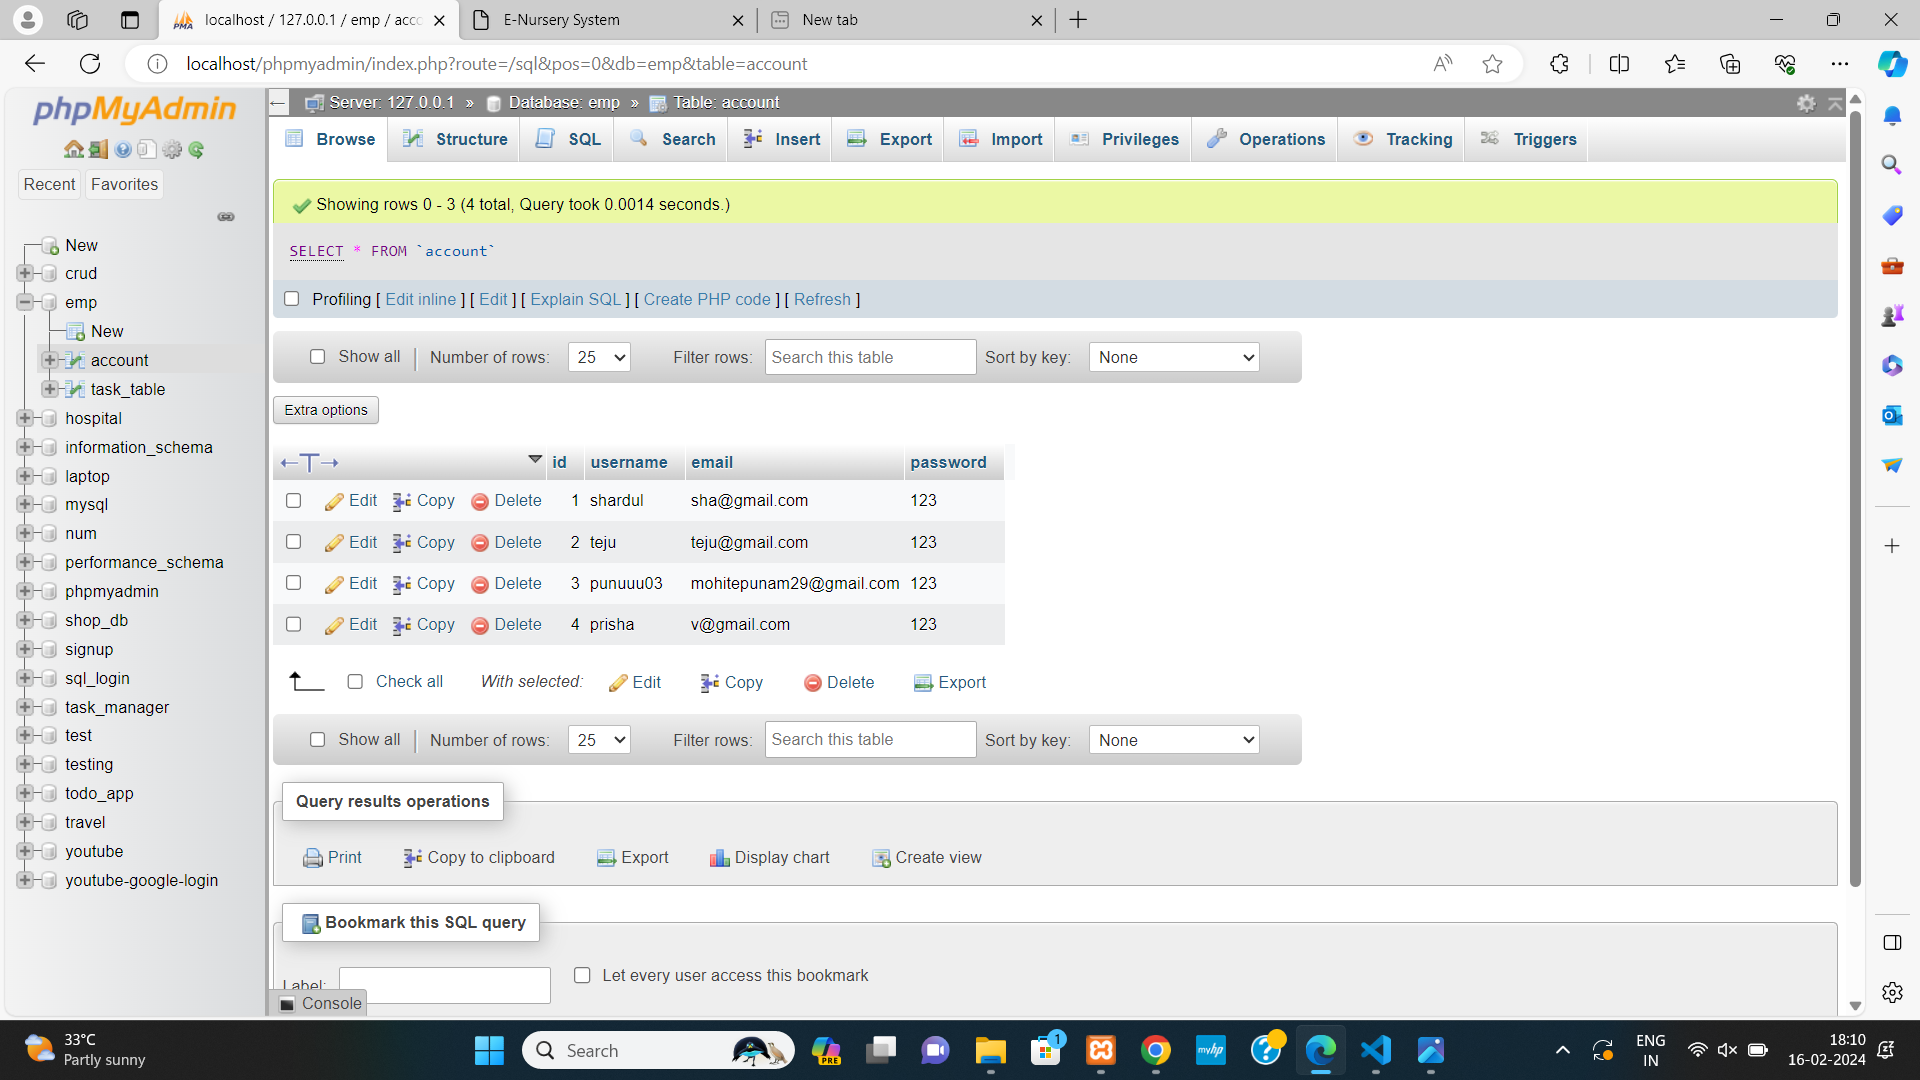 localhost / 127.0.0.1 / emp / acco
E-Nursery System
New tab
localhost/phpmyadmin/index.php?route=/sql&pos=0&db=emp&table=account
phpMyAdmin
Recent Favorites
New
crud
emp
New
account
task_table
hospital
information_schema
laptop
mysql
num
performance_schema
phpmyadmin
shop_db
signup
sql_login
task_manager
test
testing
todo_app
travel
youtube
youtube-google-login
Server: 127.0.0.1 » Database: emp » Table: account
Browse Structure SQL Search Insert Export Import Privileges Operations Tracking Triggers
Showing rows 0 - 3 (4 total, Query took 0.0014 seconds.)
SELECT * FROM `account`
Profiling [ Edit inline ] [ Edit ] [ Explain SQL ] [ Create PHP code ] [ Refresh ]
Show all Number of rows: 25 Filter rows: Search this table Sort by key: None
Extra options
id username email password
Edit Copy Delete 1 shardul sha@gmail.com 123
Edit Copy Delete 2 teju teju@gmail.com 123
Edit Copy Delete 3 punuuu03 mohitepunam29@gmail.com 123
Edit Copy Delete 4 prisha v@gmail.com 123
Check all With selected: Edit Copy Delete Export
Show all Number of rows: 25 Filter rows: Search this table Sort by key: None
Query results operations
Print Copy to clipboard Export Display chart Create view
Bookmark this SQL query
Label: Let every user access this bookmark
Console
33°C
Partly sunny
Search
PRE
1
myhp
ENG
IN
18:10
16-02-2024